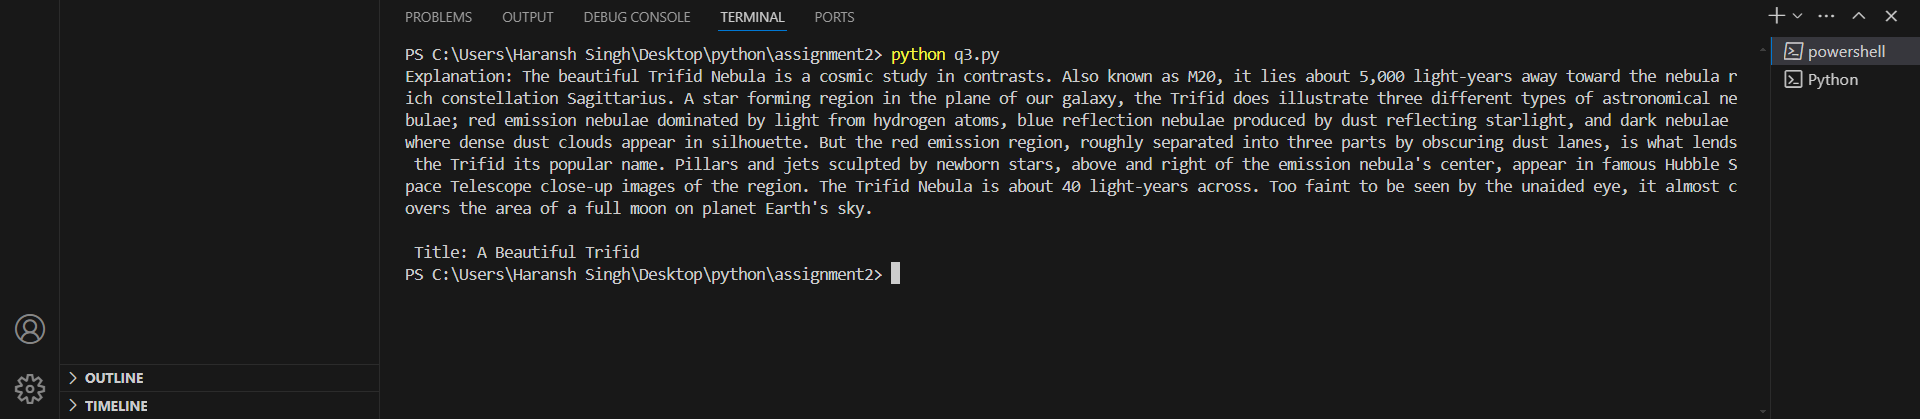 PROBLEMS OUTPUT DEBUG CONSOLE TERMINAL PORTS
PS C:\Users\Haransh Singh\Desktop\python\assignment2> python q3.py
Explanation: The beautiful Trifid Nebula is a cosmic study in contrasts. Also known as M20, it lies about 5,000 light-years away toward the nebula r
ich constellation Sagittarius. A star forming region in the plane of our galaxy, the Trifid does illustrate three different types of astronomical ne
bulae; red emission nebulae dominated by light from hydrogen atoms, blue reflection nebulae produced by dust reflecting starlight, and dark nebulae
where dense dust clouds appear in silhouette. But the red emission region, roughly separated into three parts by obscuring dust lanes, is what lends
 the Trifid its popular name. Pillars and jets sculpted by newborn stars, above and right of the emission nebula's center, appear in famous Hubble S
pace Telescope close-up images of the region. The Trifid Nebula is about 40 light-years across. Too faint to be seen by the unaided eye, it almost c
overs the area of a full moon on planet Earth's sky.
 Title: A Beautiful Trifid
PS C:\Users\Haransh Singh\Desktop\python\assignment2>
powershell
Python
OUTLINE
TIMELINE